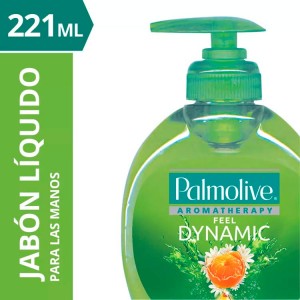 221ML
JABÓN LÍQUIDO
PARA LAS MANOS
Palmolive
AROMATHERAPY
FEEL
DYNAMIC